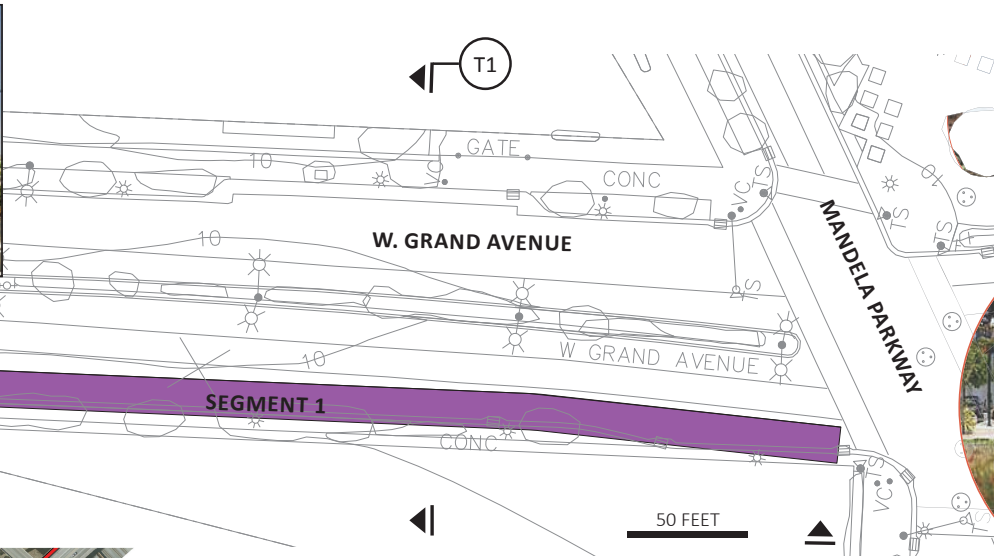 T1
GATE
10
VC
CONC
VC
TS
TS
TS
10
W. GRAND AVENUE
MANDELA PARKWAY
W GRAND AVENUE
10
SEGMENT 1
CONC
TS
VC
50 FEET